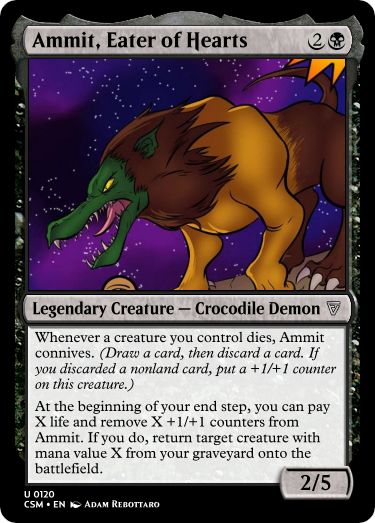 Ammit, Eater of Hearts 2
Legendary Creature — Crocodile Demon
Whenever a creature you control dies, Ammit
connives. (Draw a card, then discard a card. If
you discarded a nonland card, put a +1/+1 counter
on this creature.)
At the beginning of your end step, you can pay
X life and remove X +1/+1 counters from
Ammit. If you do, return target creature with
mana value X from your graveyard onto the
battlefield.
2/5
U 0120
CSM • EN Adam Rebottaro